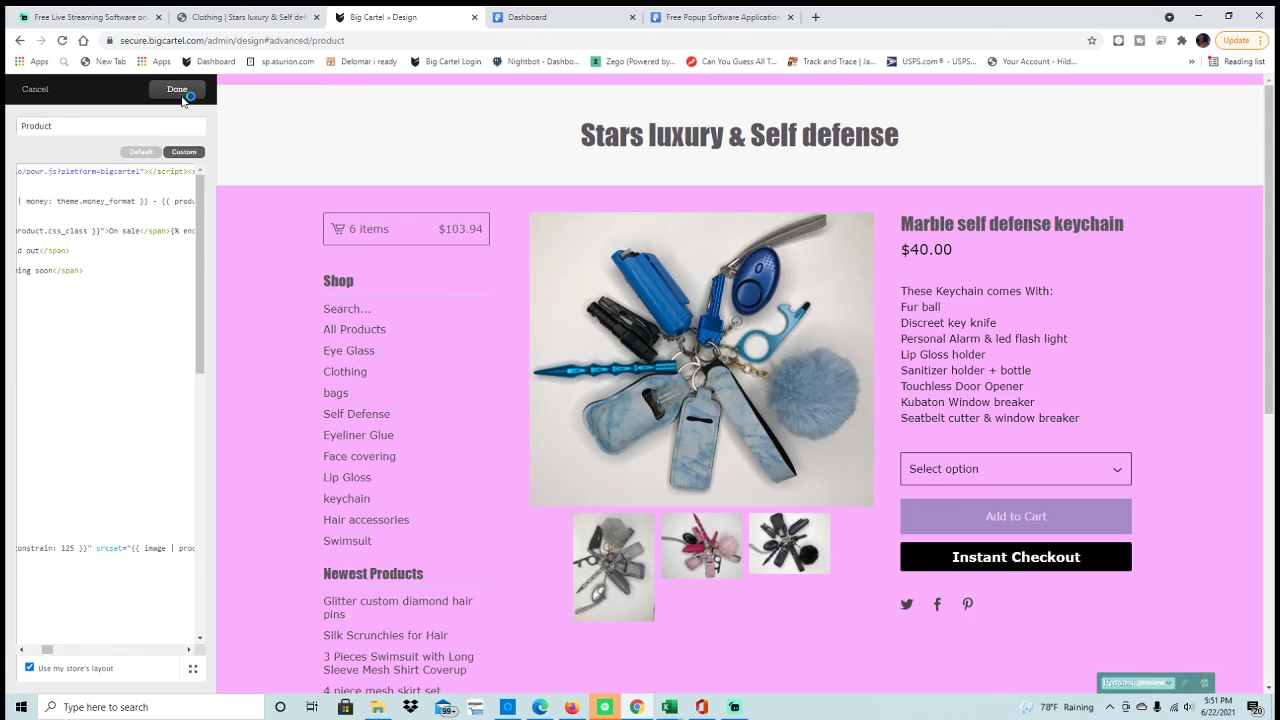 Free Live Streaming Software on
Clothing | Stars luxury & Self def
Big Cartel » Design
Dashboard
Free Popup Software Application
secure.bigcartel.com/admin/design#advanced/product
Update
Apps
New Tab
Apps
Dashboard
sp.asurion.com
Delomar i ready
Big Cartel Login
Nightbot - Dashbo...
Zego (Powered by...
Can You Guess All T...
Track and Trace | Ja...
USPS.com® - USPS...
Your Account - Hild...
»
Reading list
Cancel
Done
Product
Default
Custom
o/powr.js?platform=bigcartel"></script><s
| money: theme.money_format }} - {{ produ
product.css_class }}">On sale</span>{% end
d out</span>
ming soon</span>
constrain: 125 }}" srcset="{{ image | prod
Use my store's layout
Stars luxury & Self defense
6 items $103.94
Shop
Search...
All Products
Eye Glass
Clothing
bags
Self Defense
Eyeliner Glue
Face covering
Lip Gloss
keychain
Hair accessories
Swimsuit
Newest Products
Glitter custom diamond hair
pins
Silk Scrunchies for Hair
3 Pieces Swimsuit with Long
Sleeve Mesh Shirt Coverup
4 piece mesh skirt set
Marble self defense keychain
$40.00
These Keychain comes With:
Fur ball
Discreet key knife
Personal Alarm & led flash light
Lip Gloss holder
Sanitizer holder + bottle
Touchless Door Opener
Kubaton Window breaker
Seatbelt cutter & window breaker
Select option
Add to Cart
Instant Checkout
Type here to search
99+
78°F Raining
5:51 PM
6/22/2021
20